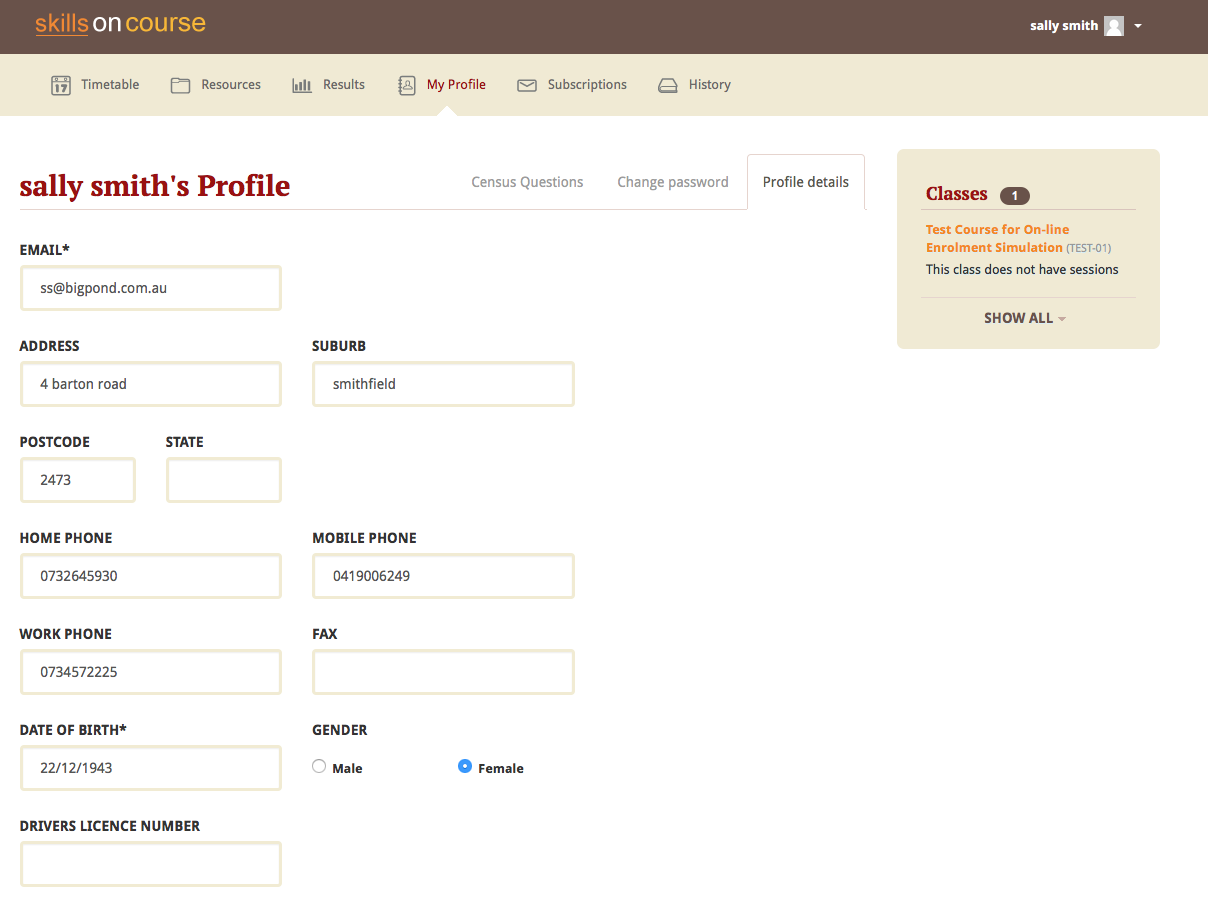 skillsoncourse
sally smith
17
Timetable
Resources
Results
My Profile
Subscriptions
History
sally smith's Profile
Census Questions
Change password
Profile details
EMAIL*
ss@bigpond.com.au
ADDRESS
SUBURB
4 barton road
smithfield
POSTCODE
STATE
2473
HOME PHONE
MOBILE PHONE
0732645930
0419006249
WORK PHONE
FAX
0734572225
DATE OF BIRTH*
GENDER
22/12/1943
Male
Female
DRIVERS LICENCE NUMBER
Classes 1
Test Course for On-line
Enrolment Simulation (TEST-01)
This class does not have sessions
SHOW ALL